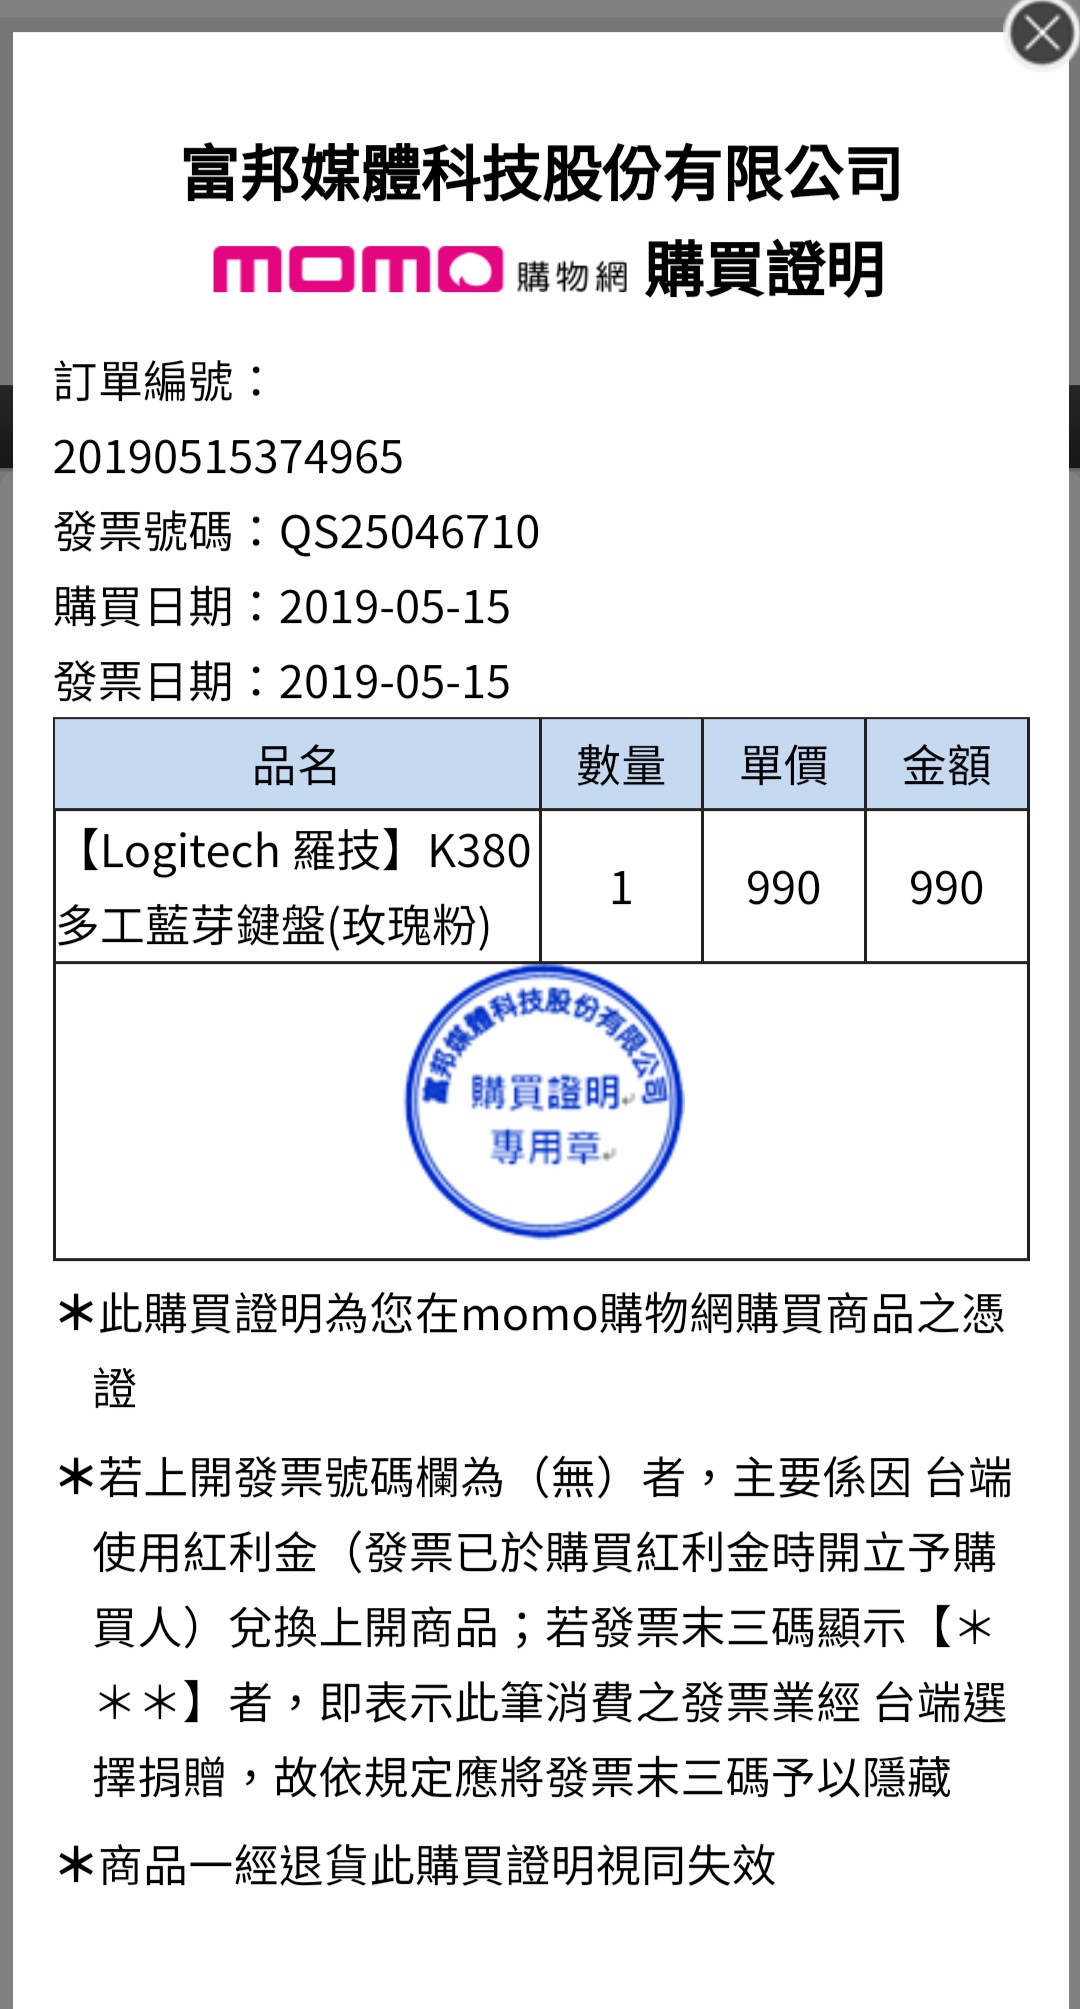 富邦媒體科技股份有限公司
momo 購物網 購買證明
訂單編號：
20190515374965
發票號碼：QS25046710
購買日期：2019-05-15
發票日期：2019-05-15
品名 數量 單價 金額
【Logitech 羅技】K380
多工藍芽鍵盤(玫瑰粉)
1 990 990
富邦媒體科技股份有限公司
購買證明
專用章
＊此購買證明為您在momo購物網購買商品之憑
證
＊若上開發票號碼欄為（無）者，主要係因 台端
使用紅利金（發票已於購買紅利金時開立予購
買人）兌換上開商品；若發票末三碼顯示【＊
＊＊】者，即表示此筆消費之發票業經 台端選
擇捐贈，故依規定應將發票末三碼予以隱藏
＊商品一經退貨此購買證明視同失效